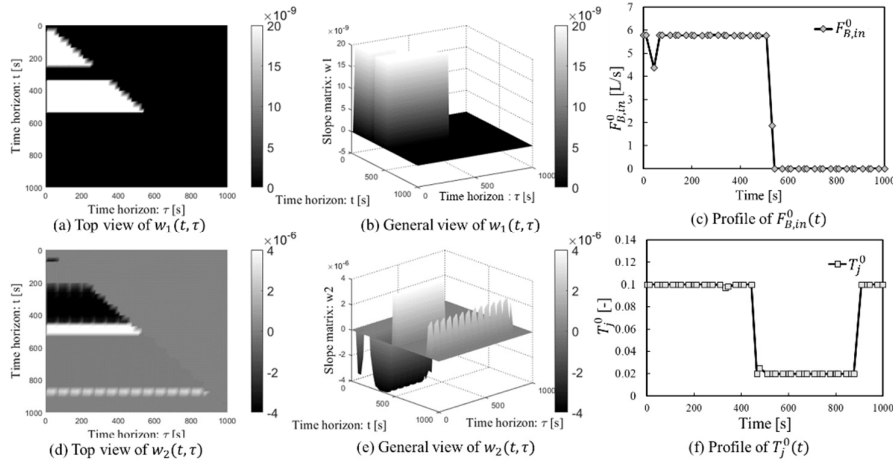 ×10⁻⁹
0
200
400
600
800
1000
Time horizon: t [s]
0 200 400 600 800 1000
Time horizon: τ [s]
20
15
10
5
0
(a) Top view of w₁(t, τ)
×10⁻⁹
20
15
10
5
0
-5
Slope matrix: w1
0
500
1000
Time horizon: t [s]
0
500
1000
Time horizon : τ [s]
×10⁻⁹
20
15
10
5
0
(b) General view of w₁(t, τ)
7
6
5
4
3
2
1
0
F⁰B,in [L/s]
F⁰B,in
0 200 400 600 800 1000
Time [s]
(c) Profile of F⁰B,in(t)
×10⁻⁶
0
200
400
600
800
1000
Time horizon: t [s]
0 200 400 600 800 1000
Time horizon: τ [s]
4
2
0
-2
-4
(d) Top view of w₂(t, τ)
×10⁻⁶
4
2
0
-2
-4
Slope matrix: w2
0
500
1000
Time horizon: t [s]
0
500
1000
Time horizon: τ [s]
×10⁻⁶
4
2
0
-2
-4
(e) General view of w₂(t, τ)
0.14
0.12
0.1
0.08
0.06
0.04
0.02
0
Tj⁰ [-]
Tj⁰
0 200 400 600 800 1000
Time [s]
(f) Profile of Tj⁰(t)